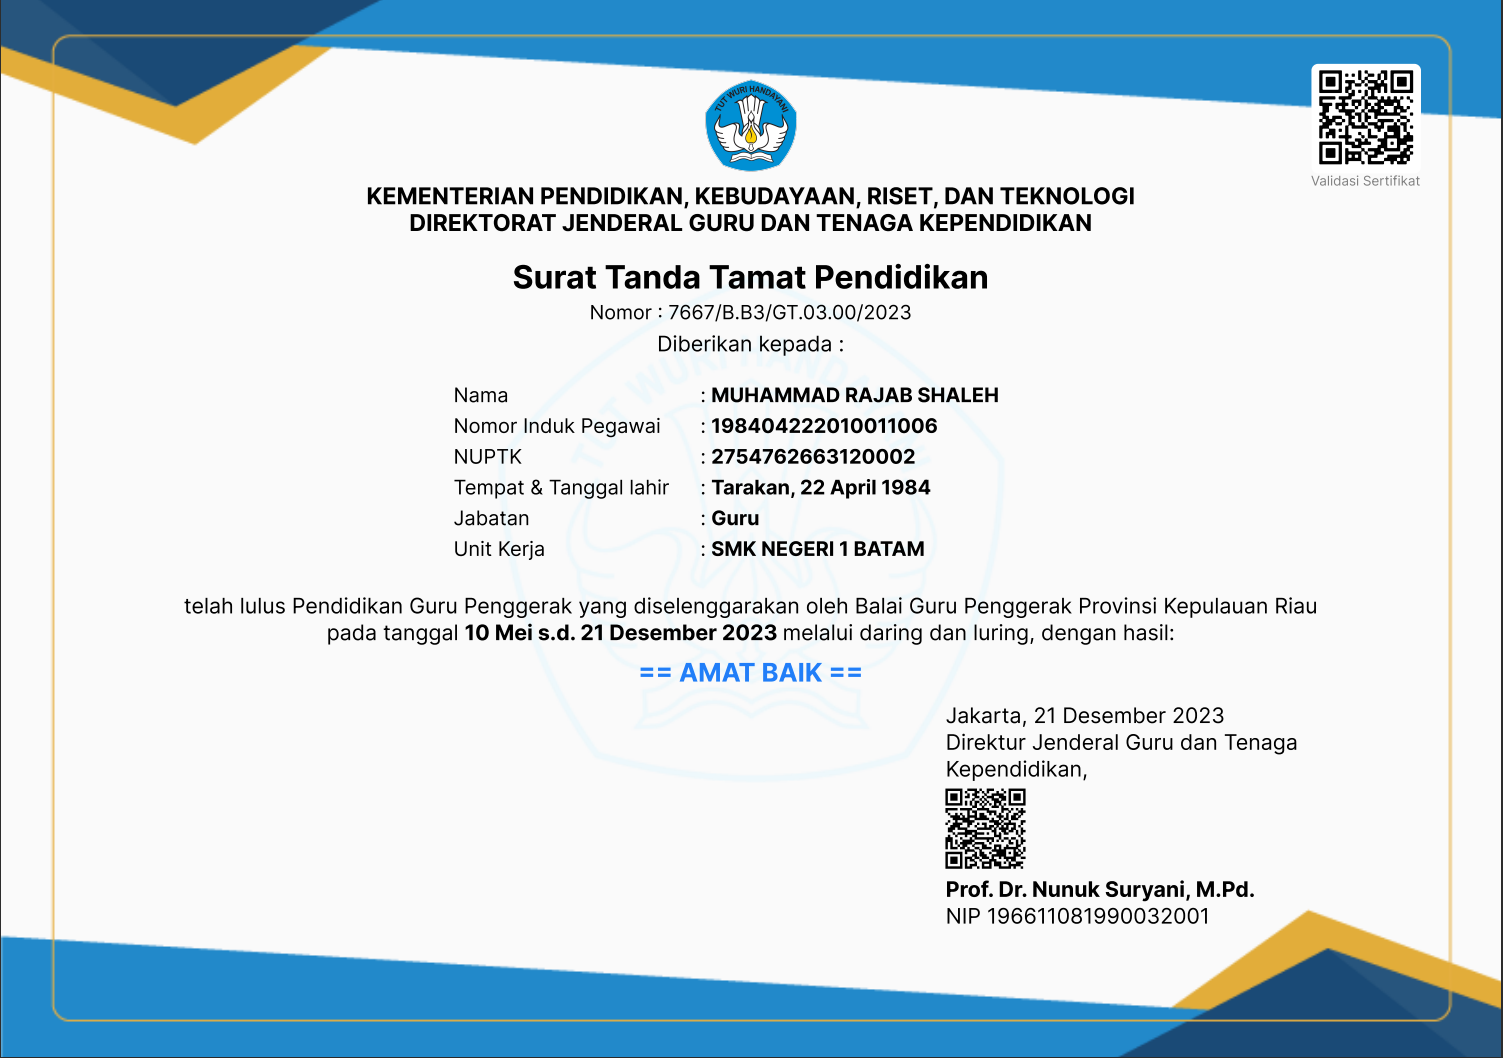 TUT WURI HANDAYANI
Validasi Sertifikat
KEMENTERIAN PENDIDIKAN, KEBUDAYAAN, RISET, DAN TEKNOLOGI
DIREKTORAT JENDERAL GURU DAN TENAGA KEPENDIDIKAN
Surat Tanda Tamat Pendidikan
Nomor : 7667/B.B3/GT.03.00/2023
Diberikan kepada :
TUT WURI HANDAYANI
Nama : MUHAMMAD RAJAB SHALEH
Nomor Induk Pegawai : 198404222010011006
NUPTK : 2754762663120002
Tempat & Tanggal lahir : Tarakan, 22 April 1984
Jabatan : Guru
Unit Kerja : SMK NEGERI 1 BATAM
telah lulus Pendidikan Guru Penggerak yang diselenggarakan oleh Balai Guru Penggerak Provinsi Kepulauan Riau
pada tanggal 10 Mei s.d. 21 Desember 2023 melalui daring dan luring, dengan hasil:
== AMAT BAIK ==
Jakarta, 21 Desember 2023
Direktur Jenderal Guru dan Tenaga
Kependidikan,
Prof. Dr. Nunuk Suryani, M.Pd.
NIP 196611081990032001